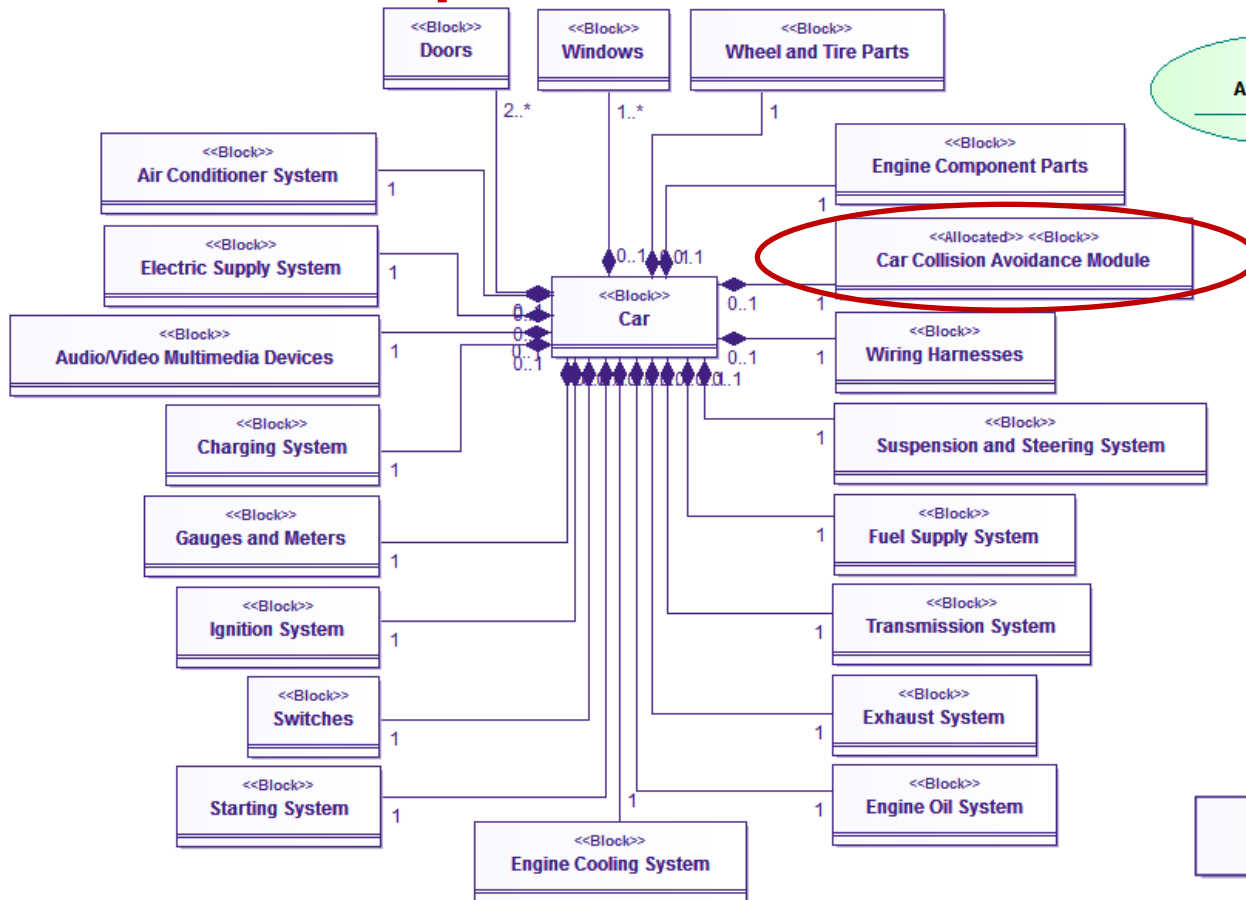 <<Block>>
Doors
<<Block>>
Windows
<<Block>>
Wheel and Tire Parts
2..*
1..*
1
A
<<Block>>
Air Conditioner System
1
<<Block>>
Engine Component Parts
1
<<Block>>
Electric Supply System
1
<<Allocated>> <<Block>>
Car Collision Avoidance Module
1
0..1
0..1
<<Block>>
Car
0..1
0..1
<<Block>>
Audio/Video Multimedia Devices
1
0..1
<<Block>>
Wiring Harnesses
1
<<Block>>
Charging System
1
<<Block>>
Suspension and Steering System
1
<<Block>>
Gauges and Meters
1
<<Block>>
Fuel Supply System
1
<<Block>>
Ignition System
1
<<Block>>
Transmission System
1
<<Block>>
Switches
1
<<Block>>
Exhaust System
1
<<Block>>
Starting System
1
<<Block>>
Engine Oil System
1
1
<<Block>>
Engine Cooling System